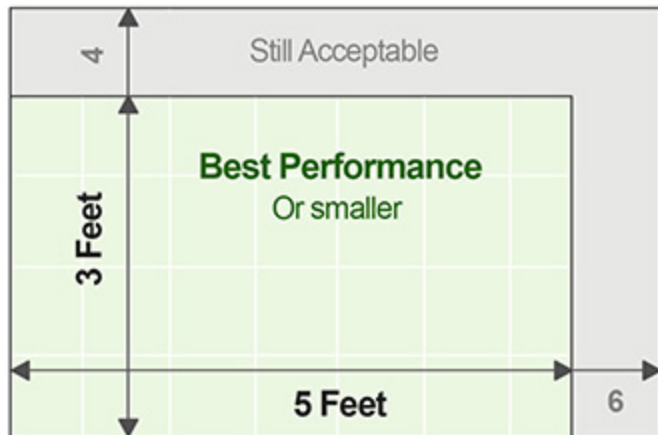 4
Still Acceptable
Best Performance
Or smaller
3 Feet
5 Feet
6